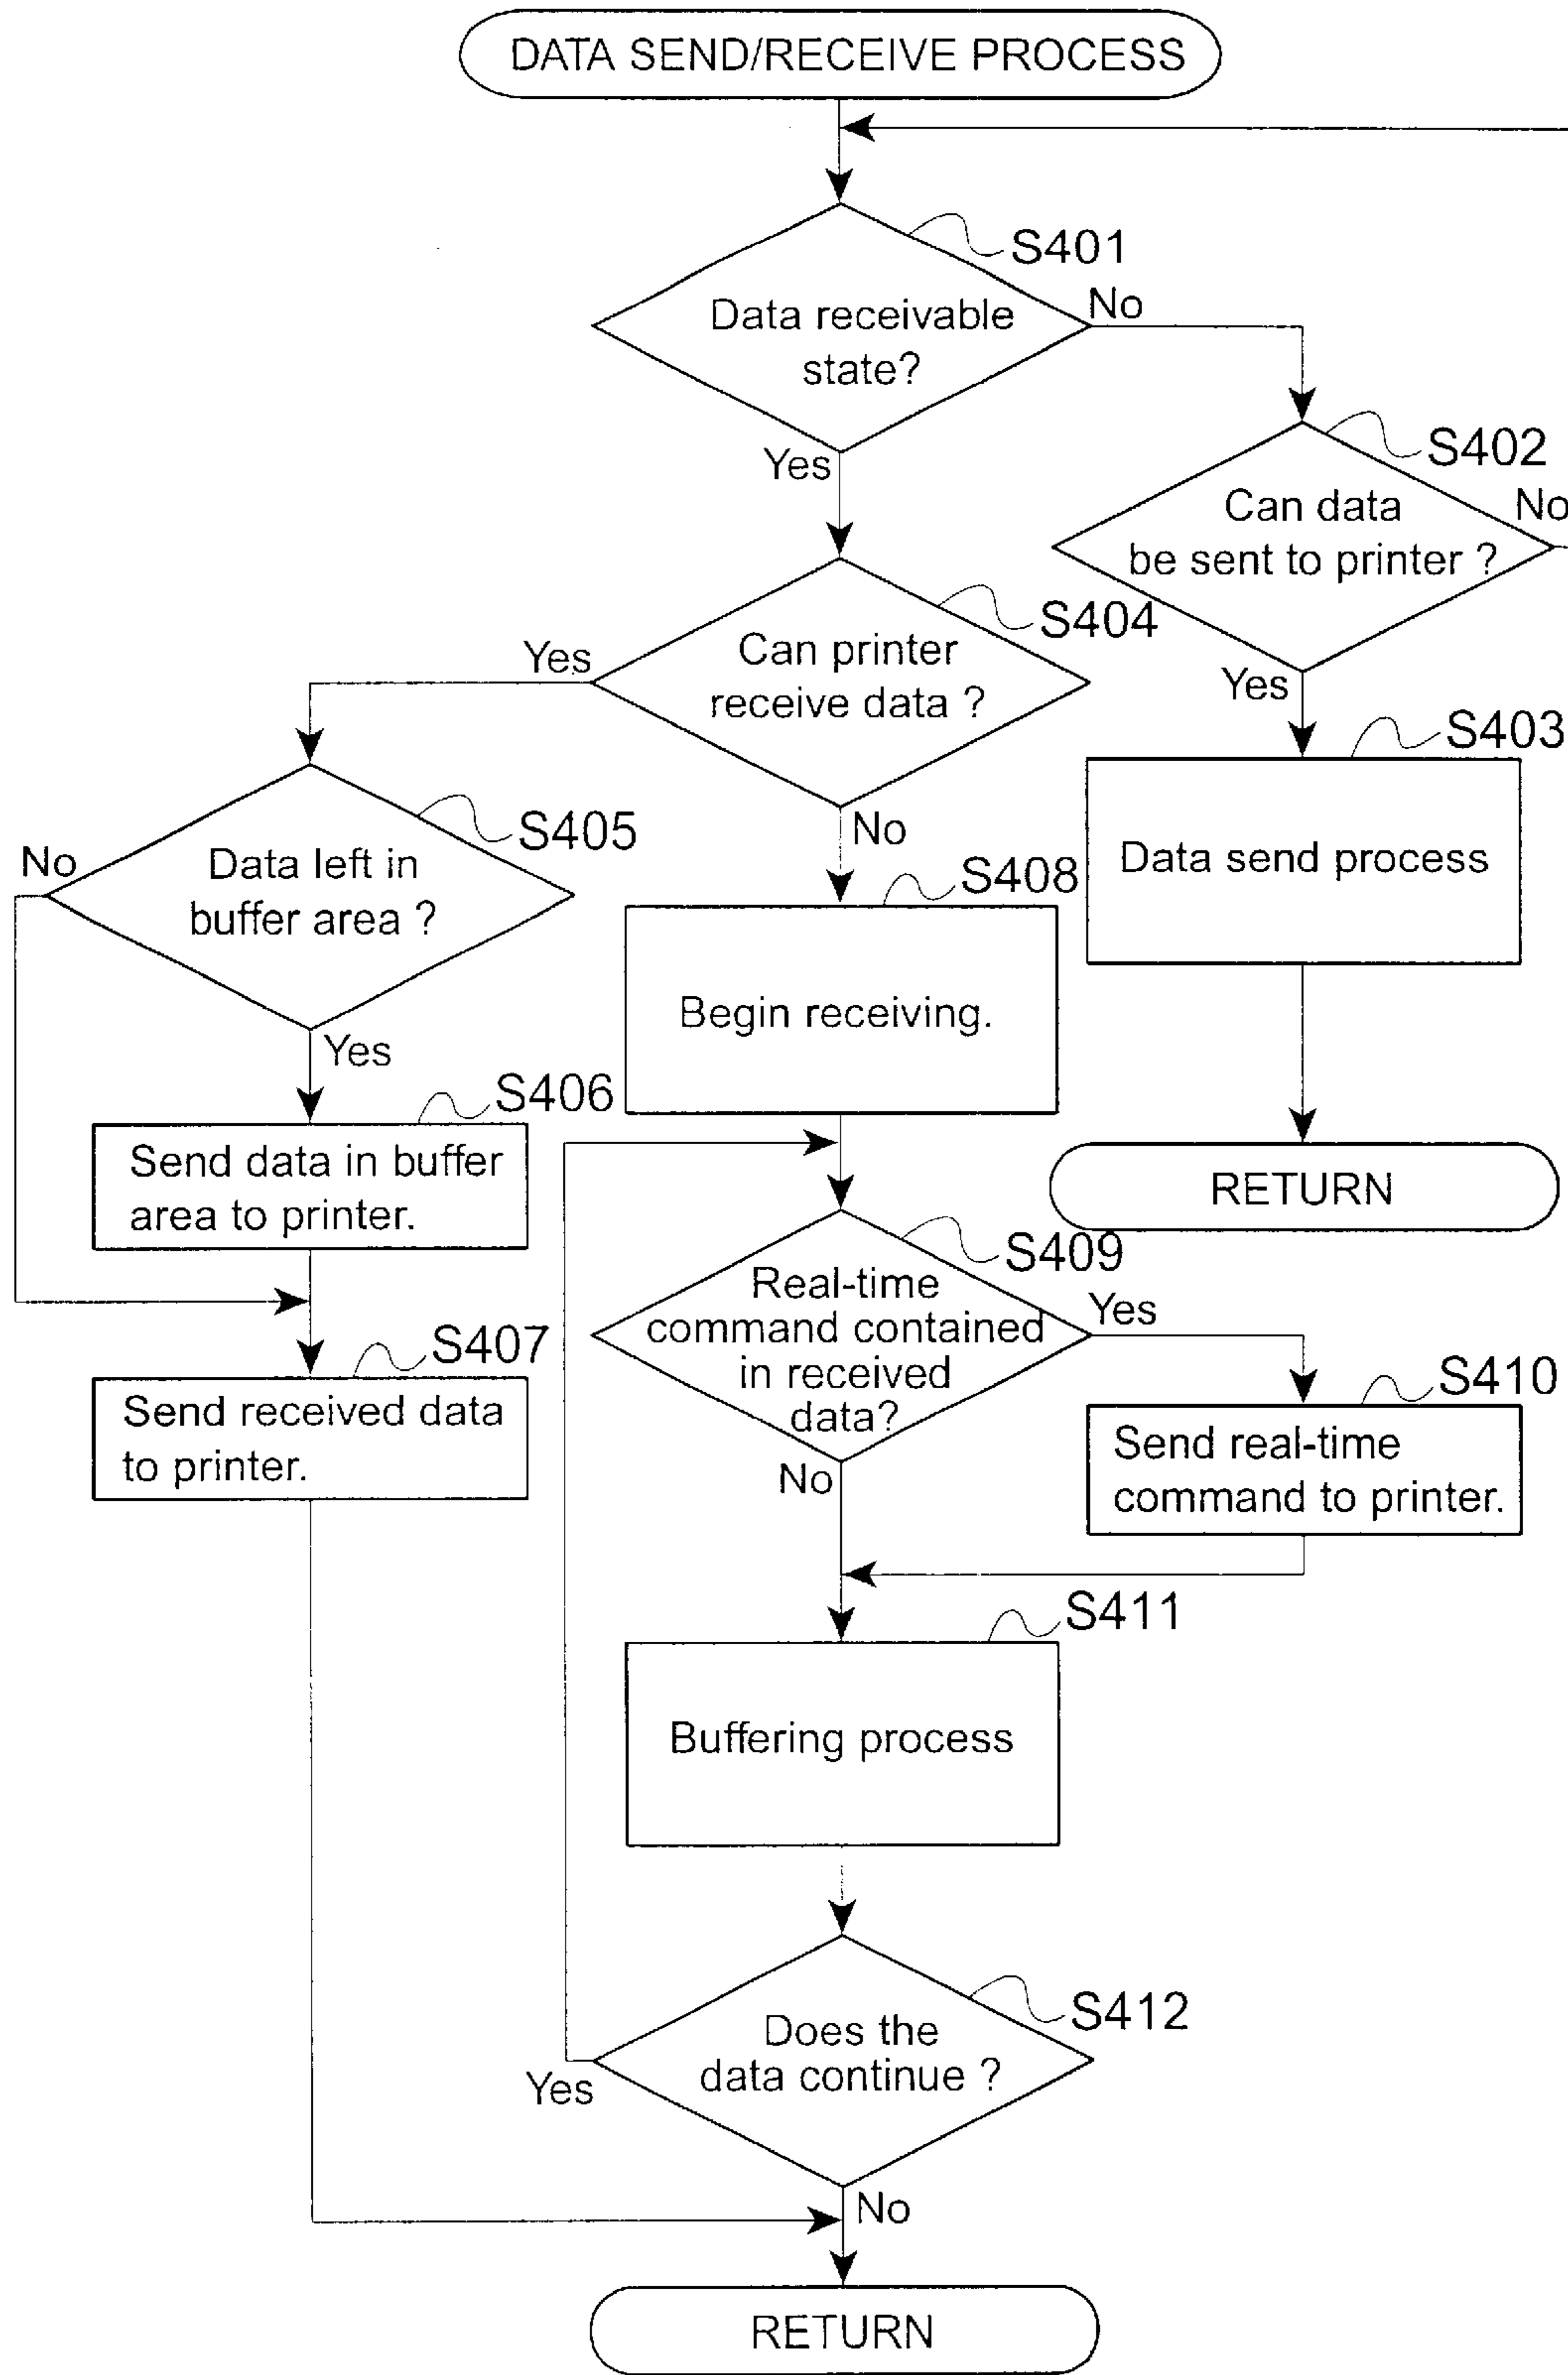 DATA SEND/RECEIVE PROCESS
S401
Data receivable
state?
No
Yes
S402
Can data
be sent to printer ?
No
Yes
S403
Data send process
RETURN
S404
Can printer
receive data ?
Yes
No
S405
Data left in
buffer area ?
No
Yes
S406
Send data in buffer
area to printer.
S407
Send received data
to printer.
S408
Begin receiving.
S409
Real-time
command contained
in received
data?
Yes
No
S410
Send real-time
command to printer.
S411
Buffering process
S412
Does the
data continue ?
Yes
No
RETURN